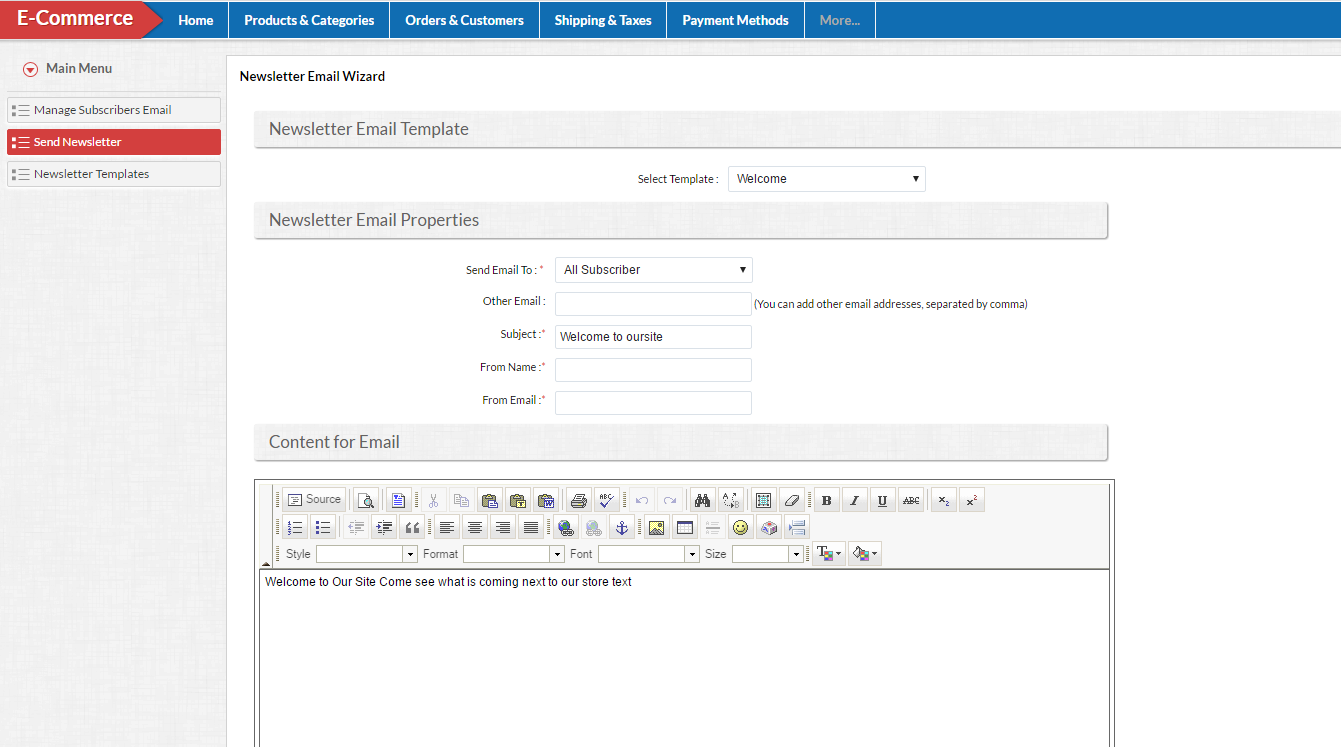 E-Commerce Home Products & Categories Orders & Customers Shipping & Taxes Payment Methods More...
Main Menu
Manage Subscribers Email
Send Newsletter
Newsletter Templates
Newsletter Email Wizard
Newsletter Email Template
Select Template : Welcome
Newsletter Email Properties
Send Email To : * All Subscriber
Other Email : (You can add other email addresses, separated by comma)
Subject :* Welcome to oursite
From Name :*
From Email :*
Content for Email
Source ABC B I U ABC X₂ X²
Style Format Font Size
Welcome to Our Site Come see what is coming next to our store text